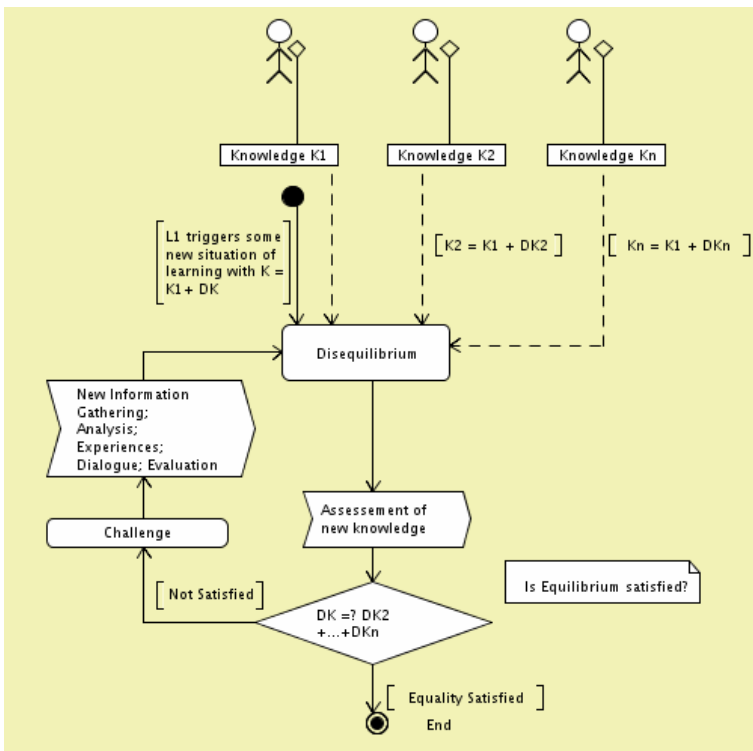 Knowledge K1
Knowledge K2
Knowledge Kn
L1 triggers some
new situation of
learning with K =
K1+ DK
K2 = K1 + DK2
Kn = K1 + DKn
Disequilibrium
New Information
Gathering;
Analysis;
Experiences;
Dialogue; Evaluation
Assessement of
new knowledge
Challenge
Not Satisfied
DK =? DK2
+...+DKn
Is Equilibrium satisfied?
Equality Satisfied
End